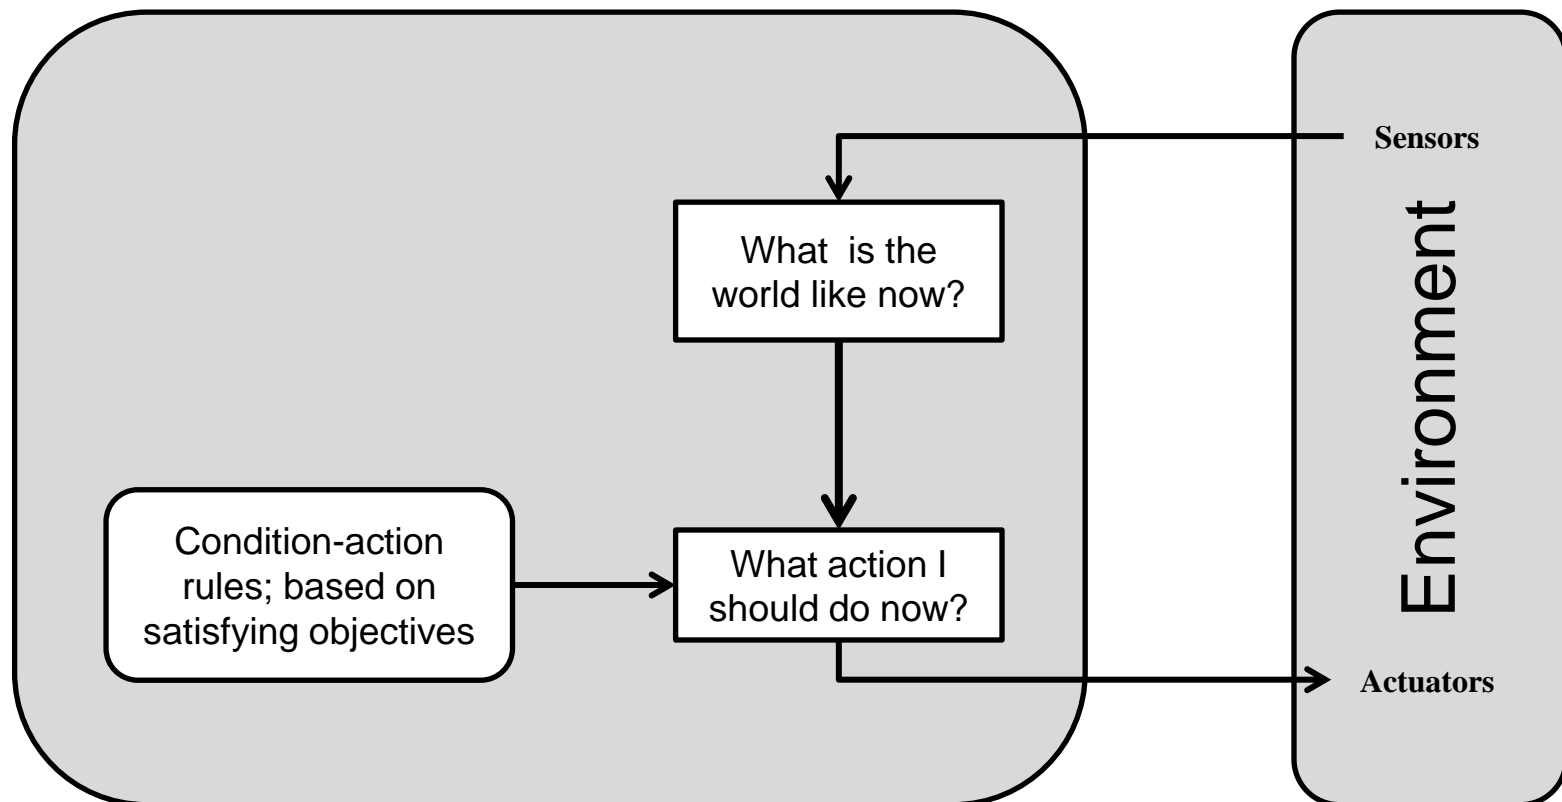 Sensors
What is the
world like now?
Environment
Condition-action
rules; based on
satisfying objectives
What action I
should do now?
Actuators